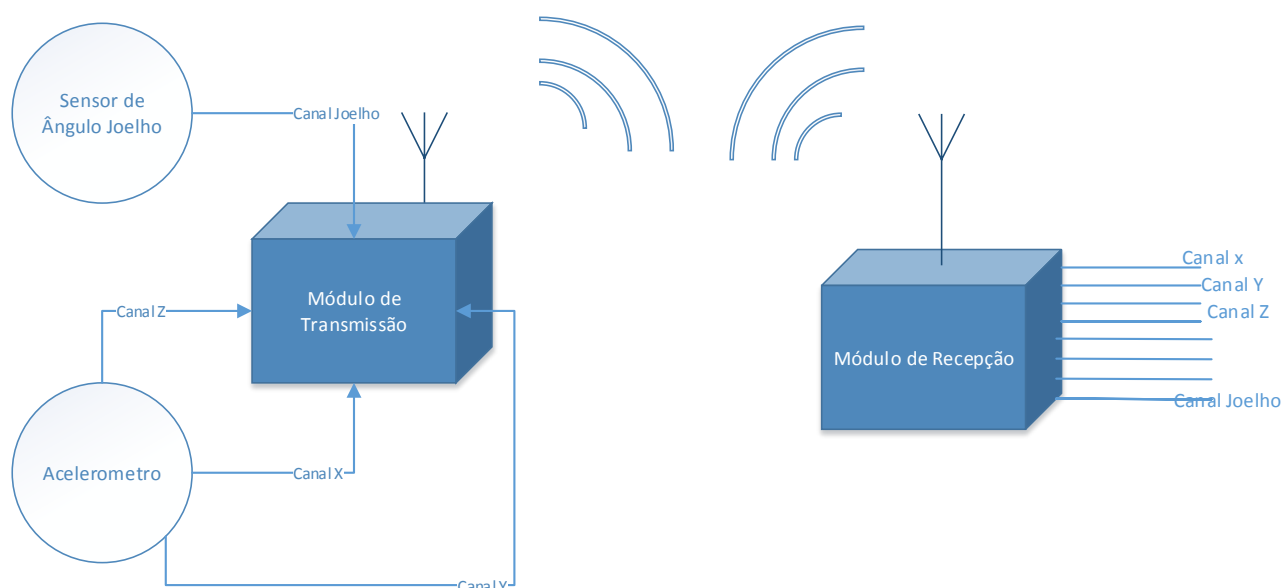 Sensor de
Ângulo Joelho
Canal Joelho
Módulo de
Transmissão
Canal Z
Acelerometro
Canal X
Canal Y
Canal x
Canal Y
Canal Z
Módulo de Recepção
Canal Joelho